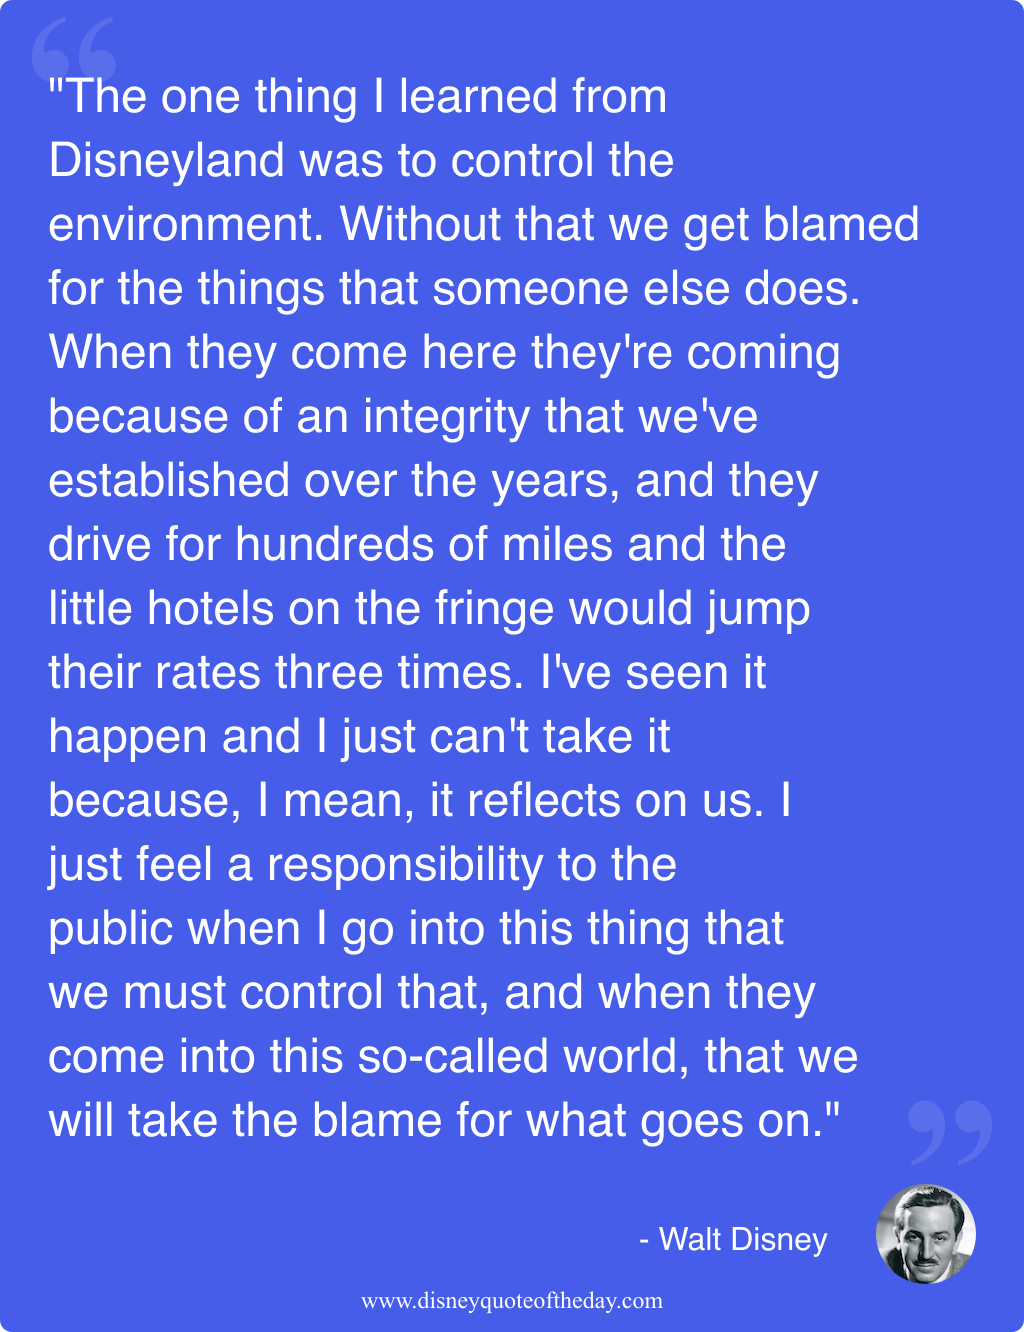 "The one thing I learned from
Disneyland was to control the
environment. Without that we get blamed
for the things that someone else does.
When they come here they're coming
because of an integrity that we've
established over the years, and they
drive for hundreds of miles and the
little hotels on the fringe would jump
their rates three times. I've seen it
happen and I just can't take it
because, I mean, it reflects on us. I
just feel a responsibility to the
public when I go into this thing that
we must control that, and when they
come into this so-called world, that we
will take the blame for what goes on."
- Walt Disney
www.disneyquoteoftheday.com